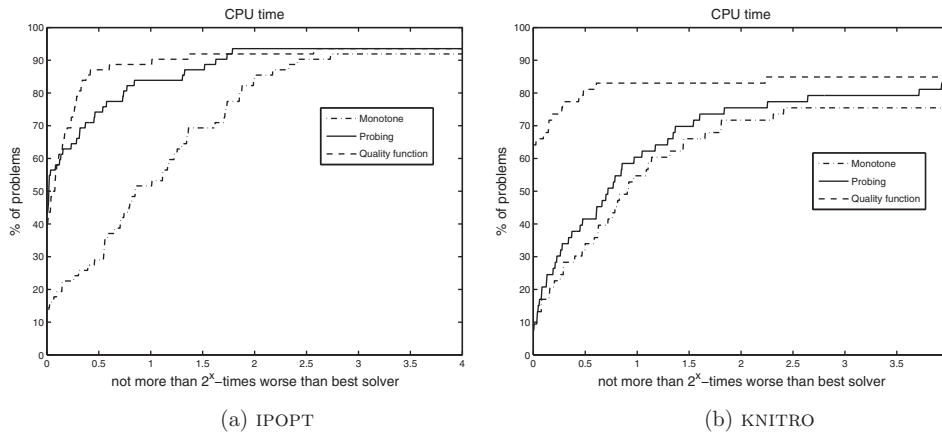 CPU time
100
90
80
70
60
50
40
30
20
10
0
% of problems
Monotone
Probing
Quality function
0 0.5 1 1.5 2 2.5 3 3.5 4
not more than 2^x-times worse than best solver
(a) IPOPT
CPU time
100
90
80
70
60
50
40
30
20
10
0
% of problems
Monotone
Probing
Quality function
0 0.5 1 1.5 2 2.5 3 3.5
not more than 2^x-times worse than best solver
(b) KNITRO